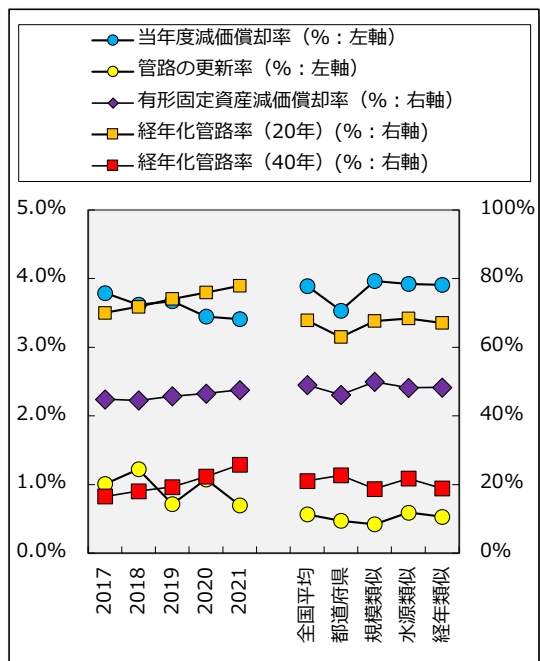 当年度減価償却率（%：左軸）
管路の更新率（%：左軸）
有形固定資産減価償却率（%：右軸）
経年化管路率（20年）(%：右軸)
経年化管路率（40年）(%：右軸)
5.0%
4.0%
3.0%
2.0%
1.0%
0.0%
100%
80%
60%
40%
20%
0%
2017
2018
2019
2020
2021
全国平均
都道府県
規模類似
水源類似
経年類似